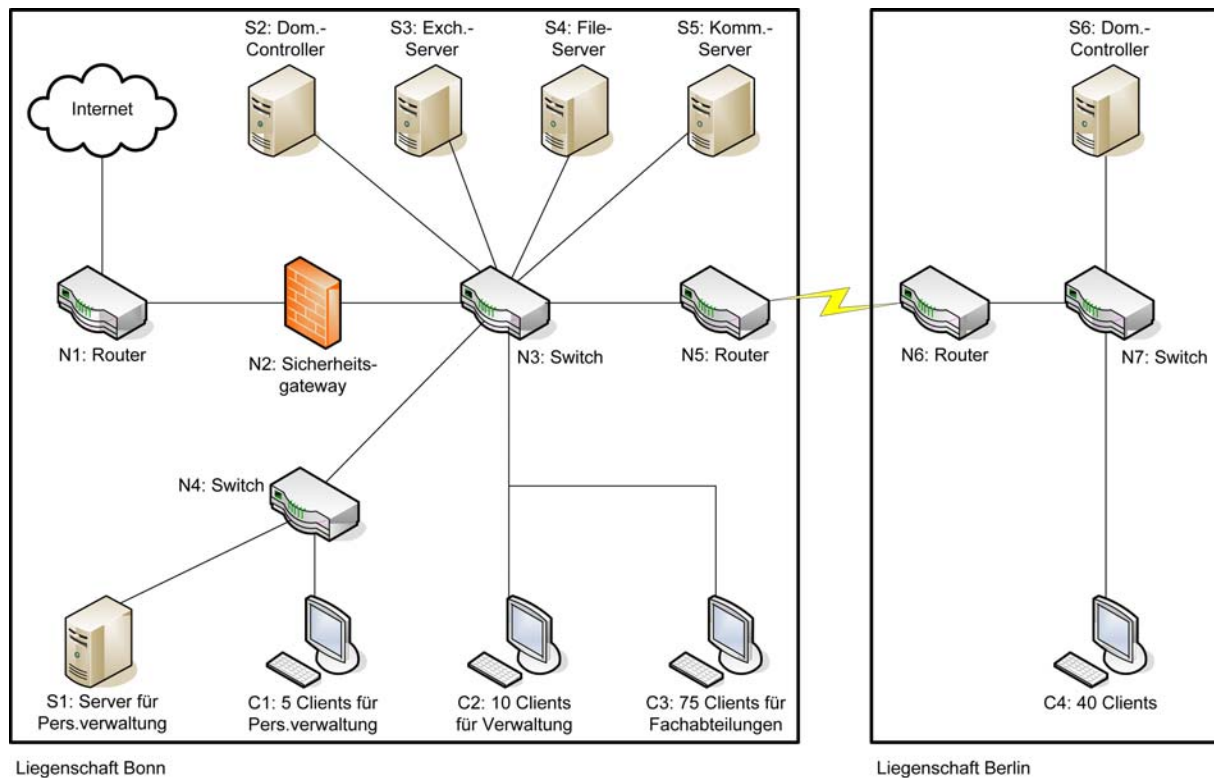 S2: Dom.-
Controller
S3: Exch.-
Server
S4: File-
Server
S5: Komm.-
Server
S6: Dom.-
Controller
Internet
N1: Router
N2: Sicherheits-
gateway
N3: Switch
N5: Router
N6: Router
N7: Switch
N4: Switch
S1: Server für
Pers.verwaltung
C1: 5 Clients für
Pers.verwaltung
C2: 10 Clients
für Verwaltung
C3: 75 Clients für
Fachabteilungen
C4: 40 Clients
Liegenschaft Bonn
Liegenschaft Berlin